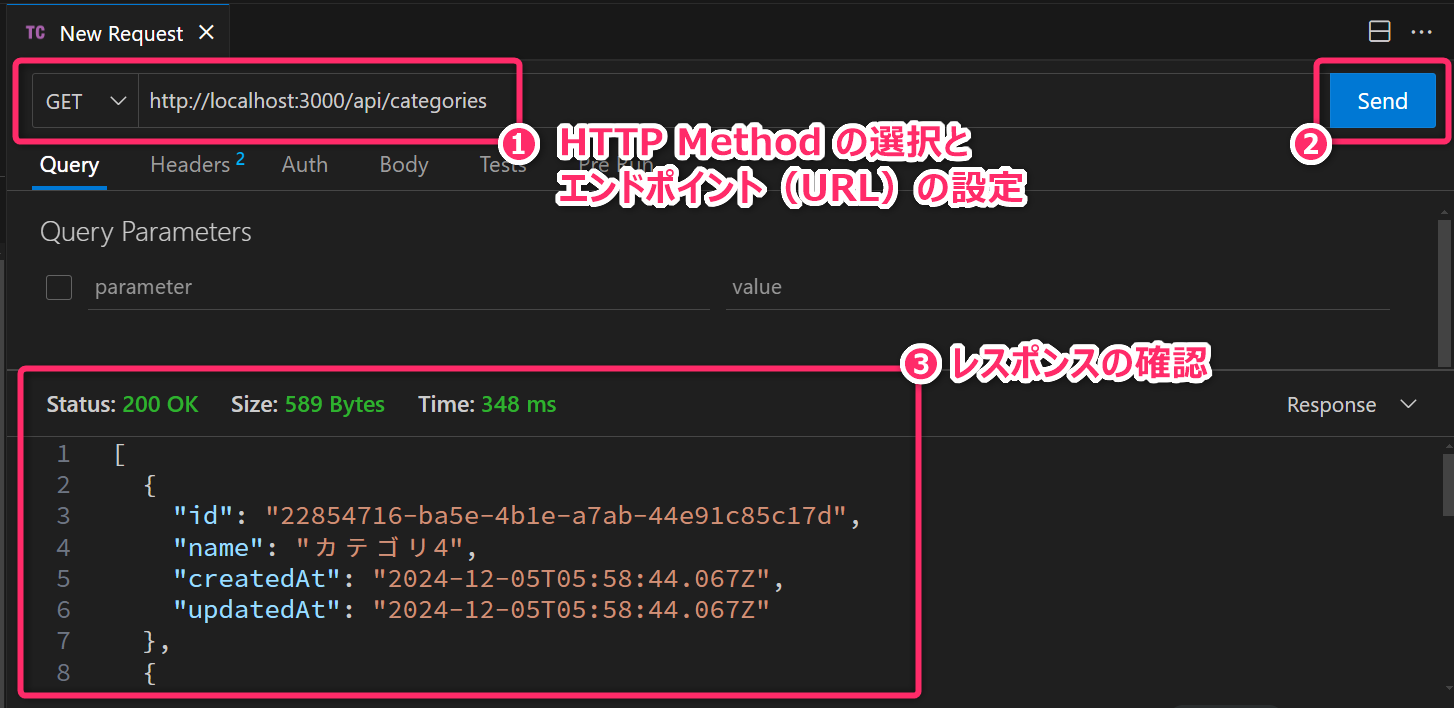 TC New Request
GET http://localhost:3000/api/categories Send
1 HTTP Method の選択と
エンドポイント（URL）の設定
2
Query Headers 2 Auth Body Tests Pre Run
Query Parameters
parameter value
3 レスポンスの確認
Status: 200 OK Size: 589 Bytes Time: 348 ms Response
1 [
2 {
3 "id": "22854716-ba5e-4b1e-a7ab-44e91c85c17d",
4 "name": "カテゴリ4",
5 "createdAt": "2024-12-05T05:58:44.067Z",
6 "updatedAt": "2024-12-05T05:58:44.067Z"
7 },
8 {